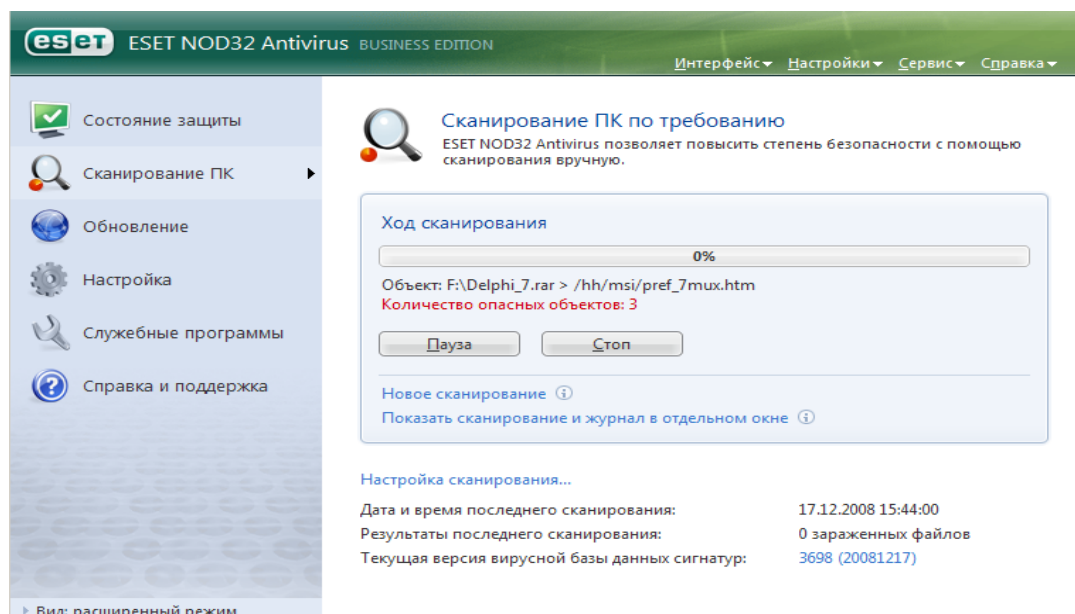 eset ESET NOD32 Antivirus BUSINESS EDITION
Интерфейс Настройки Сервис Справка
Состояние защиты
Сканирование ПК
Обновление
Настройка
Служебные программы
Справка и поддержка
Вид: расширенный режим
Сканирование ПК по требованию
ESET NOD32 Antivirus позволяет повысить степень безопасности с помощью
сканирования вручную.
Ход сканирования
0%
Объект: F:\Delphi_7.rar > /hh/msi/pref_7mux.htm
Количество опасных объектов: 3
Пауза Стоп
Новое сканирование
Показать сканирование и журнал в отдельном окне
Настройка сканирования...
Дата и время последнего сканирования: 17.12.2008 15:44:00
Результаты последнего сканирования: 0 зараженных файлов
Текущая версия вирусной базы данных сигнатур: 3698 (20081217)